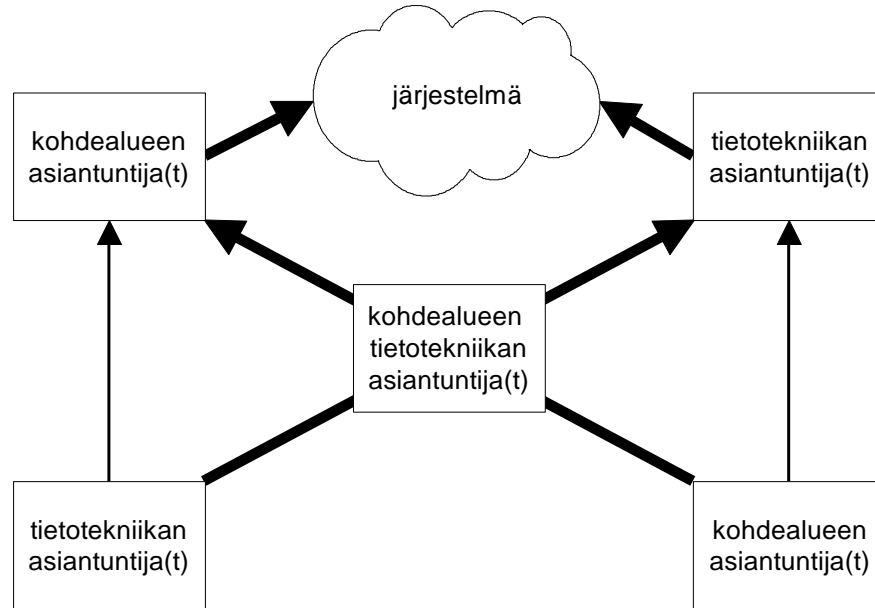 järjestelmä
kohdealueen
asiantuntija(t)
tietotekniikan
asiantuntija(t)
kohdealueen
tietotekniikan
asiantuntija(t)
tietotekniikan
asiantuntija(t)
kohdealueen
asiantuntija(t)